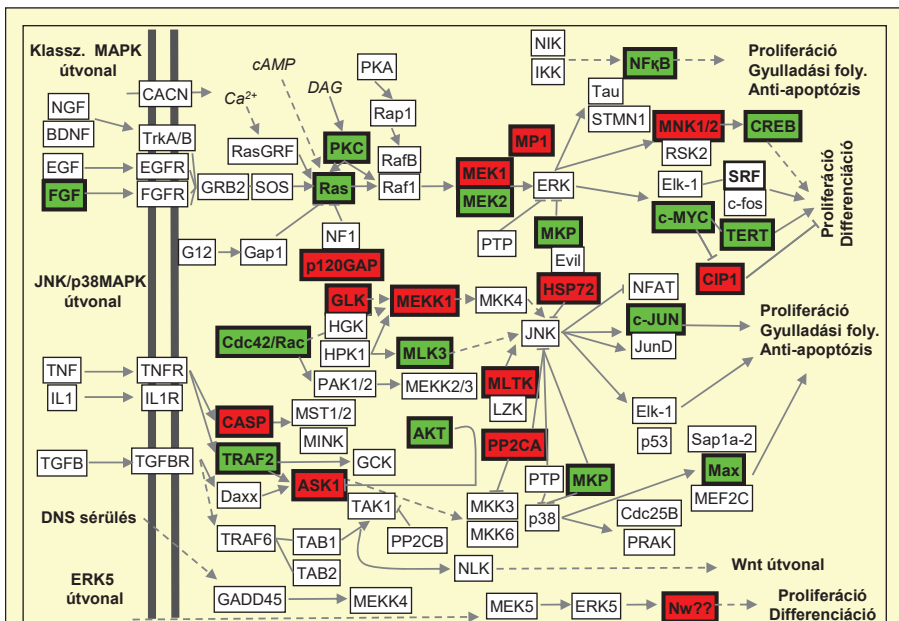 Klassz. MAPK
útvonal
CACN
NGF
BDNF
TrkA/B
EGF
EGFR
FGF
FGFR
GRB2
SOS
Ca²⁺
cAMP
DAG
PKA
Rap1
RasGRF
PKC
RafB
Ras
Raf1
G12
Gap1
NF1
p120GAP
NIK
IKK
NFκB
Proliferáció
Gyulladási foly.
Anti-apoptózis
Tau
STMN1
MP1
MNK1/2
CREB
RSK2
MEK1
MEK2
ERK
Elk-1
SRF
c-fos
c-MYC
TERT
PTP
MKP
Evil
CIP1
Proliferáció
Differenciáció
JNK/p38MAPK
útvonal
GLK
HGK
HPK1
MEKK1
MKK4
HSP72
NFAT
Cdc42/Rac
MLK3
JNK
c-JUN
JunD
Proliferáció
Gyulladási foly.
Anti-apoptózis
PAK1/2
MEKK2/3
MLTK
LZK
TNF
TNFR
IL1
IL1R
CASP
MST1/2
MINK
AKT
PP2CA
Elk-1
p53
Sap1a-2
TGFB
TGFBR
TRAF2
GCK
Max
MEF2C
Daxx
ASK1
PTP
MKP
TAK1
MKK3
MKK6
p38
Cdc25B
PRAK
DNS sérülés
TRAF6
TAB1
TAB2
PP2CB
NLK
Wnt útvonal
ERK5
útvonal
GADD45
MEKK4
MEK5
ERK5
Nw??
Proliferáció
Differenciáció